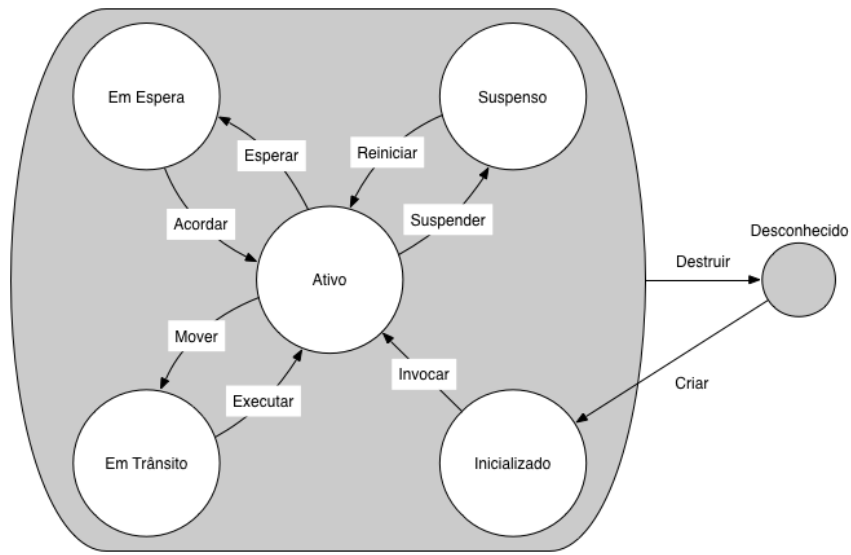 Em Espera
Suspenso
Esperar
Reiniciar
Acordar
Suspender
Desconhecido
Destruir
Ativo
Mover
Invocar
Criar
Executar
Em Trânsito
Inicializado